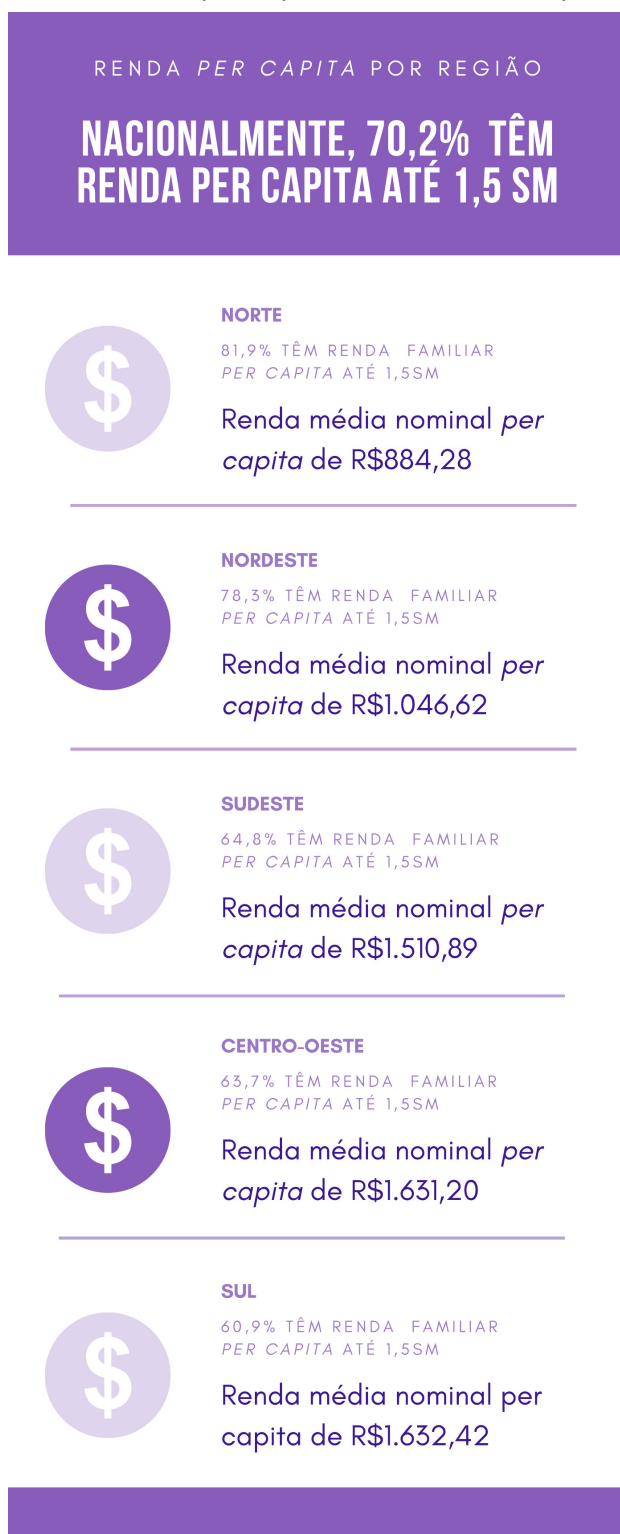 RENDA PER CAPITA POR REGIÃO
NACIONALMENTE, 70,2% TÊM
RENDA PER CAPITA ATÉ 1,5 SM
NORTE
81,9% TÊM RENDA FAMILIAR
PER CAPITA ATÉ 1,5SM
Renda média nominal per
capita de R$884,28
NORDESTE
78,3% TÊM RENDA FAMILIAR
PER CAPITA ATÉ 1,5SM
Renda média nominal per
capita de R$1.046,62
SUDESTE
64,8% TÊM RENDA FAMILIAR
PER CAPITA ATÉ 1,5SM
Renda média nominal per
capita de R$1.510,89
CENTRO-OESTE
63,7% TÊM RENDA FAMILIAR
PER CAPITA ATÉ 1,5SM
Renda média nominal per
capita de R$1.631,20
SUL
60,9% TÊM RENDA FAMILIAR
PER CAPITA ATÉ 1,5SM
Renda média nominal per
capita de R$1.632,42